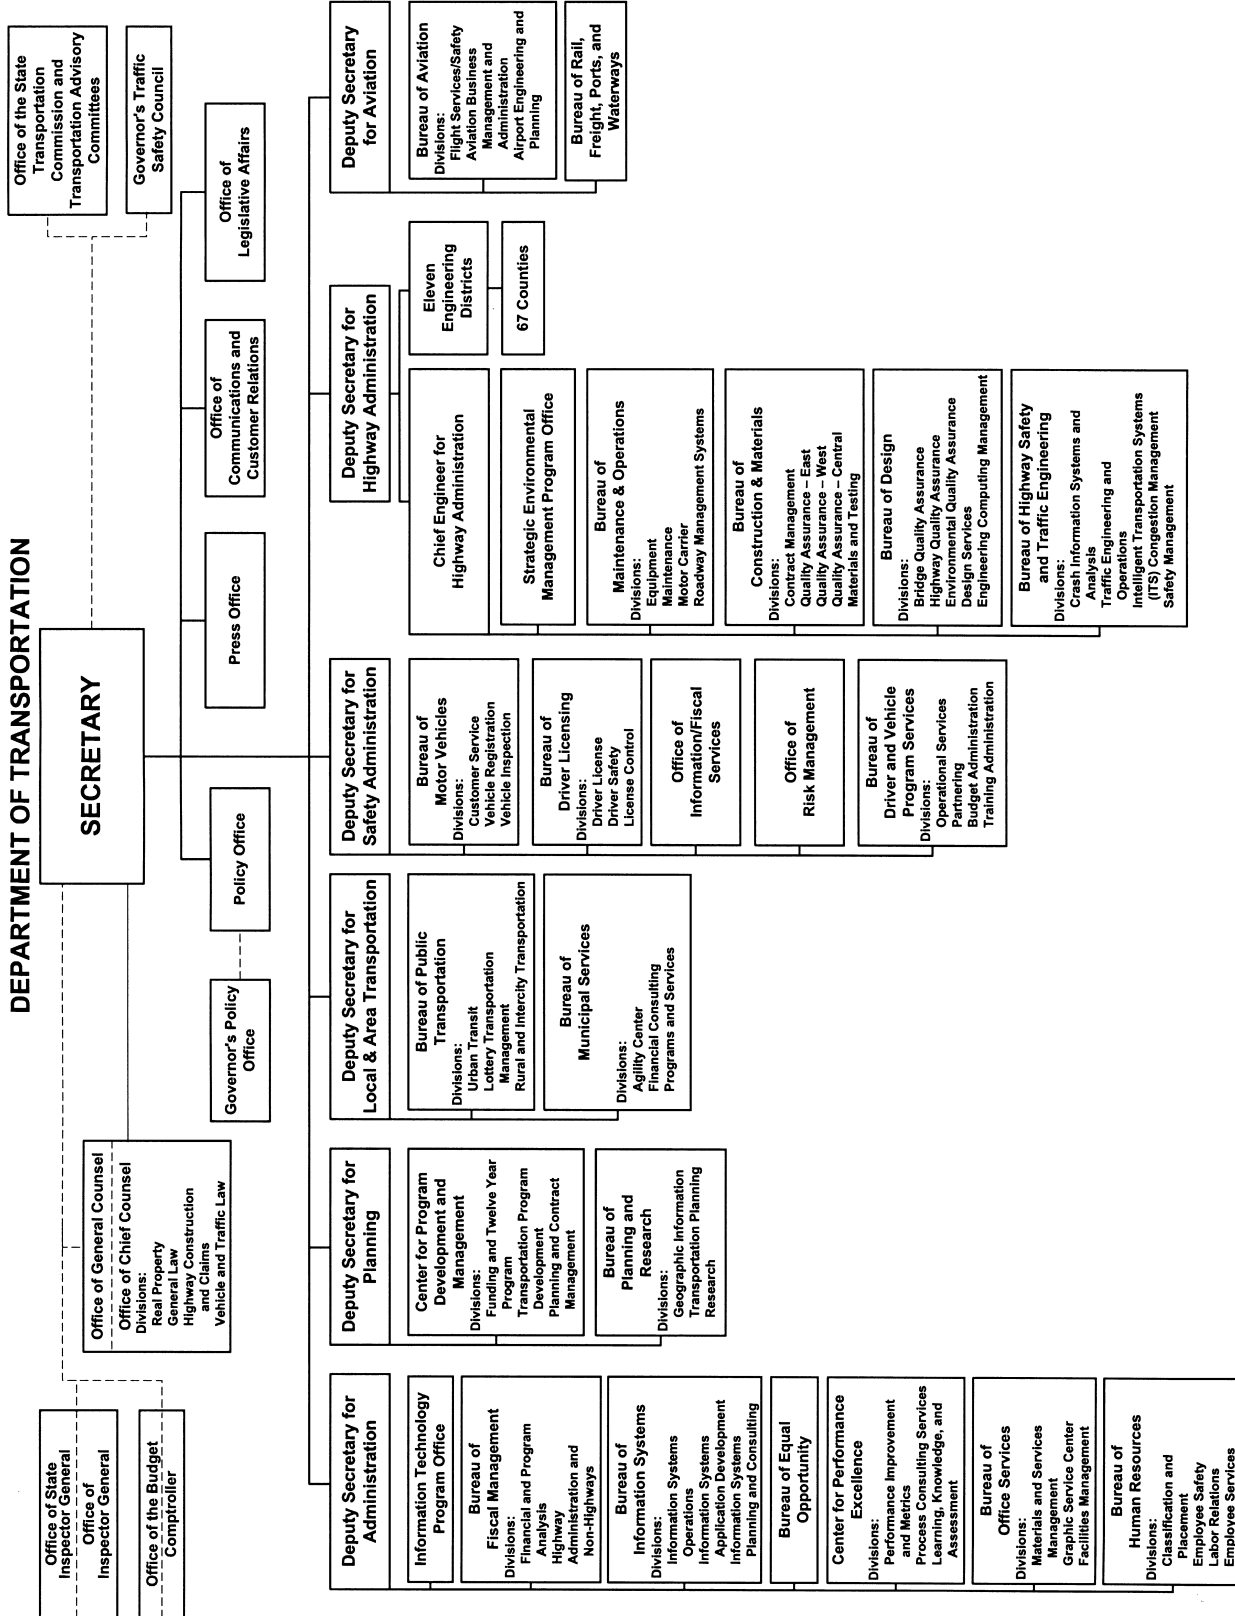 DEPARTMENT OF TRANSPORTATION
SECRETARY
Office of State
Inspector General
Office of
Inspector General
Office of the Budget
Comptroller
Office of General Counsel
Office of Chief Counsel
Divisions:
Real Property
General Law
Highway Construction
and Claims
Vehicle and Traffic Law
Office of the State
Transportation
Commission and
Transportation Advisory
Committees
Governor's Traffic
Safety Council
Governor's Policy
Office
Policy Office
Press Office
Office of
Communications and
Customer Relations
Office of
Legislative Affairs
Deputy Secretary for
Administration
Information Technology
Program Office
Bureau of
Fiscal Management
Divisions:
Financial and Program
Analysis
Highway
Administration and
Non-Highways
Bureau of
Information Systems
Divisions:
Information Systems
Operations
Information Systems
Application Development
Information Systems
Planning and Consulting
Bureau of Equal
Opportunity
Center for Performance
Excellence
Divisions:
Performance Improvement
and Metrics
Process Consulting Services
Learning, Knowledge, and
Assessment
Bureau of
Office Services
Divisions:
Materials and Services
Management
Graphic Service Center
Facilities Management
Bureau of
Human Resources
Divisions:
Classification and
Placement
Employee Safety
Labor Relations
Employee Services
Deputy Secretary for
Planning
Center for Program
Development and
Management
Divisions:
Funding and Twelve Year
Program
Transportation Program
Development
Planning and Contract
Management
Bureau of
Planning and
Research
Divisions:
Geographic Information
Transportation Planning
Research
Deputy Secretary for
Local & Area Transportation
Bureau of Public
Transportation
Divisions:
Urban Transit
Lottery Transportation
Management
Rural and Intercity Transportation
Bureau of
Municipal Services
Divisions:
Agility Center
Financial Consulting
Programs and Services
Deputy Secretary for
Safety Administration
Bureau of
Motor Vehicles
Divisions:
Customer Service
Vehicle Registration
Vehicle Inspection
Bureau of
Driver Licensing
Divisions:
Driver License
Driver Safety
License Control
Office of
Information/Fiscal
Services
Office of
Risk Management
Bureau of
Driver and Vehicle
Program Services
Divisions:
Operational Services
Partnering
Budget Administration
Training Administration
Deputy Secretary for
Highway Administration
Chief Engineer for
Highway Administration
Strategic Environmental
Management Program Office
Bureau of
Maintenance & Operations
Divisions:
Equipment
Maintenance
Motor Carrier
Roadway Management Systems
Bureau of
Construction & Materials
Divisions:
Contract Management
Quality Assurance – East
Quality Assurance – West
Quality Assurance – Central
Materials and Testing
Bureau of Design
Divisions:
Bridge Quality Assurance
Highway Quality Assurance
Environmental Quality Assurance
Design Services
Engineering Computing Management
Bureau of Highway Safety
and Traffic Engineering
Divisions:
Crash Information Systems and
Analysis
Traffic Engineering and
Operations
Intelligent Transportation Systems
(ITS) Congestion Management
Safety Management
Eleven
Engineering
Districts
67 Counties
Deputy Secretary
for Aviation
Bureau of Aviation
Divisions:
Flight Services/Safety
Aviation Business
Management and
Administration
Airport Engineering and
Planning
Bureau of Rail,
Freight, Ports, and
Waterways